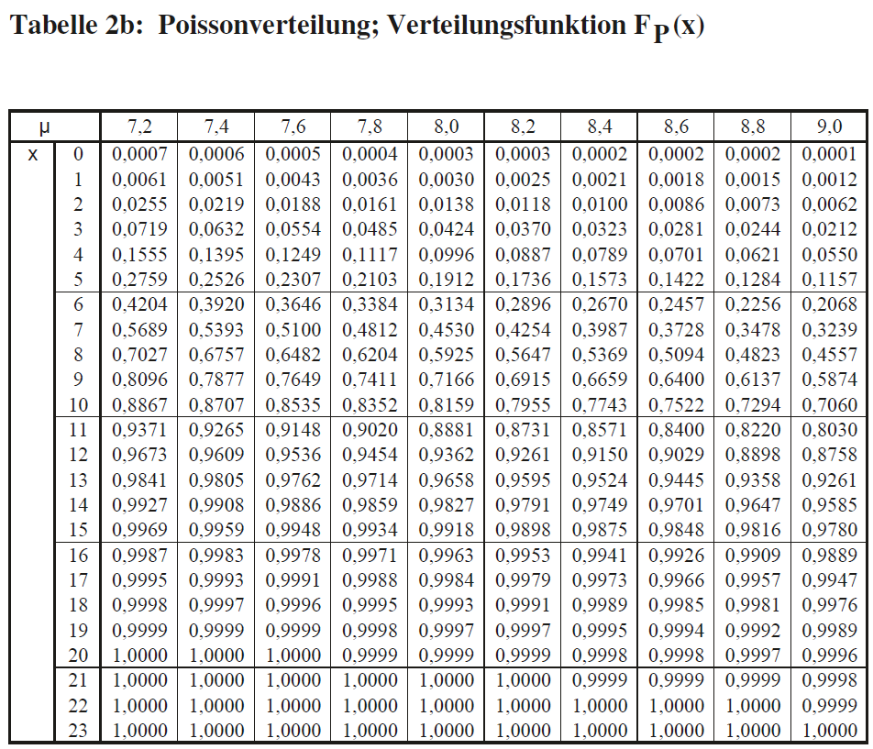 Tabelle 2b: Poissonverteilung; Verteilungsfunktion FP(x)
µ 7,2 7,4 7,6 7,8 8,0 8,2 8,4 8,6 8,8 9,0
x 0 0,0007 0,0006 0,0005 0,0004 0,0003 0,0003 0,0002 0,0002 0,0002 0,0001
1 0,0061 0,0051 0,0043 0,0036 0,0030 0,0025 0,0021 0,0018 0,0015 0,0012
2 0,0255 0,0219 0,0188 0,0161 0,0138 0,0118 0,0100 0,0086 0,0073 0,0062
3 0,0719 0,0632 0,0554 0,0485 0,0424 0,0370 0,0323 0,0281 0,0244 0,0212
4 0,1555 0,1395 0,1249 0,1117 0,0996 0,0887 0,0789 0,0701 0,0621 0,0550
5 0,2759 0,2526 0,2307 0,2103 0,1912 0,1736 0,1573 0,1422 0,1284 0,1157
6 0,4204 0,3920 0,3646 0,3384 0,3134 0,2896 0,2670 0,2457 0,2256 0,2068
7 0,5689 0,5393 0,5100 0,4812 0,4530 0,4254 0,3987 0,3728 0,3478 0,3239
8 0,7027 0,6757 0,6482 0,6204 0,5925 0,5647 0,5369 0,5094 0,4823 0,4557
9 0,8096 0,7877 0,7649 0,7411 0,7166 0,6915 0,6659 0,6400 0,6137 0,5874
10 0,8867 0,8707 0,8535 0,8352 0,8159 0,7955 0,7743 0,7522 0,7294 0,7060
11 0,9371 0,9265 0,9148 0,9020 0,8881 0,8731 0,8571 0,8400 0,8220 0,8030
12 0,9673 0,9609 0,9536 0,9454 0,9362 0,9261 0,9150 0,9029 0,8898 0,8758
13 0,9841 0,9805 0,9762 0,9714 0,9658 0,9595 0,9524 0,9445 0,9358 0,9261
14 0,9927 0,9908 0,9886 0,9859 0,9827 0,9791 0,9749 0,9701 0,9647 0,9585
15 0,9969 0,9959 0,9948 0,9934 0,9918 0,9898 0,9875 0,9848 0,9816 0,9780
16 0,9987 0,9983 0,9978 0,9971 0,9963 0,9953 0,9941 0,9926 0,9909 0,9889
17 0,9995 0,9993 0,9991 0,9988 0,9984 0,9979 0,9973 0,9966 0,9957 0,9947
18 0,9998 0,9997 0,9996 0,9995 0,9993 0,9991 0,9989 0,9985 0,9981 0,9976
19 0,9999 0,9999 0,9999 0,9998 0,9997 0,9997 0,9995 0,9994 0,9992 0,9989
20 1,0000 1,0000 1,0000 0,9999 0,9999 0,9999 0,9998 0,9998 0,9997 0,9996
21 1,0000 1,0000 1,0000 1,0000 1,0000 1,0000 0,9999 0,9999 0,9999 0,9998
22 1,0000 1,0000 1,0000 1,0000 1,0000 1,0000 1,0000 1,0000 1,0000 0,9999
23 1,0000 1,0000 1,0000 1,0000 1,0000 1,0000 1,0000 1,0000 1,0000 1,0000